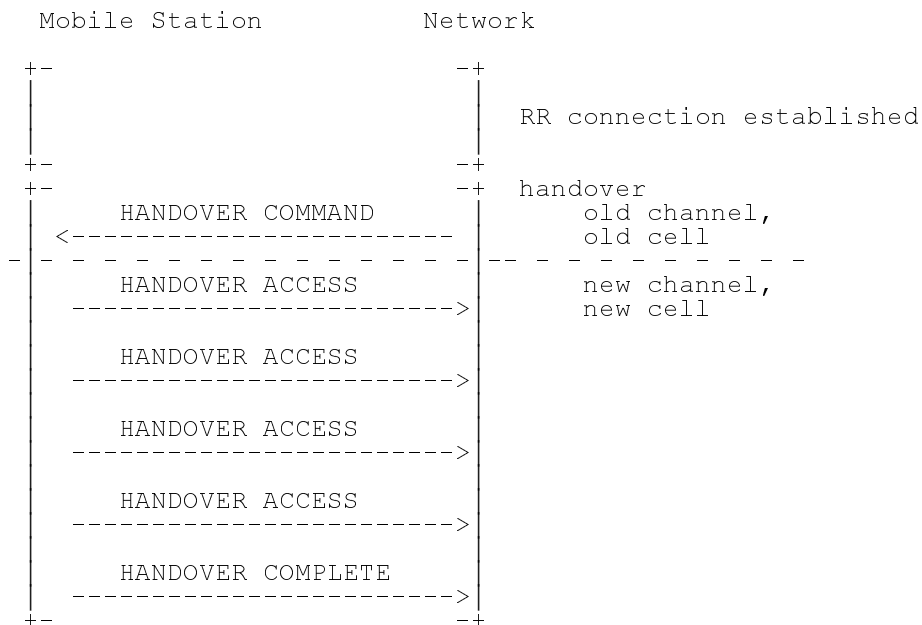 Mobile Station Network
RR connection established
handover
HANDOVER COMMAND old channel,
old cell
HANDOVER ACCESS new channel,
new cell
HANDOVER ACCESS
HANDOVER ACCESS
HANDOVER ACCESS
HANDOVER COMPLETE